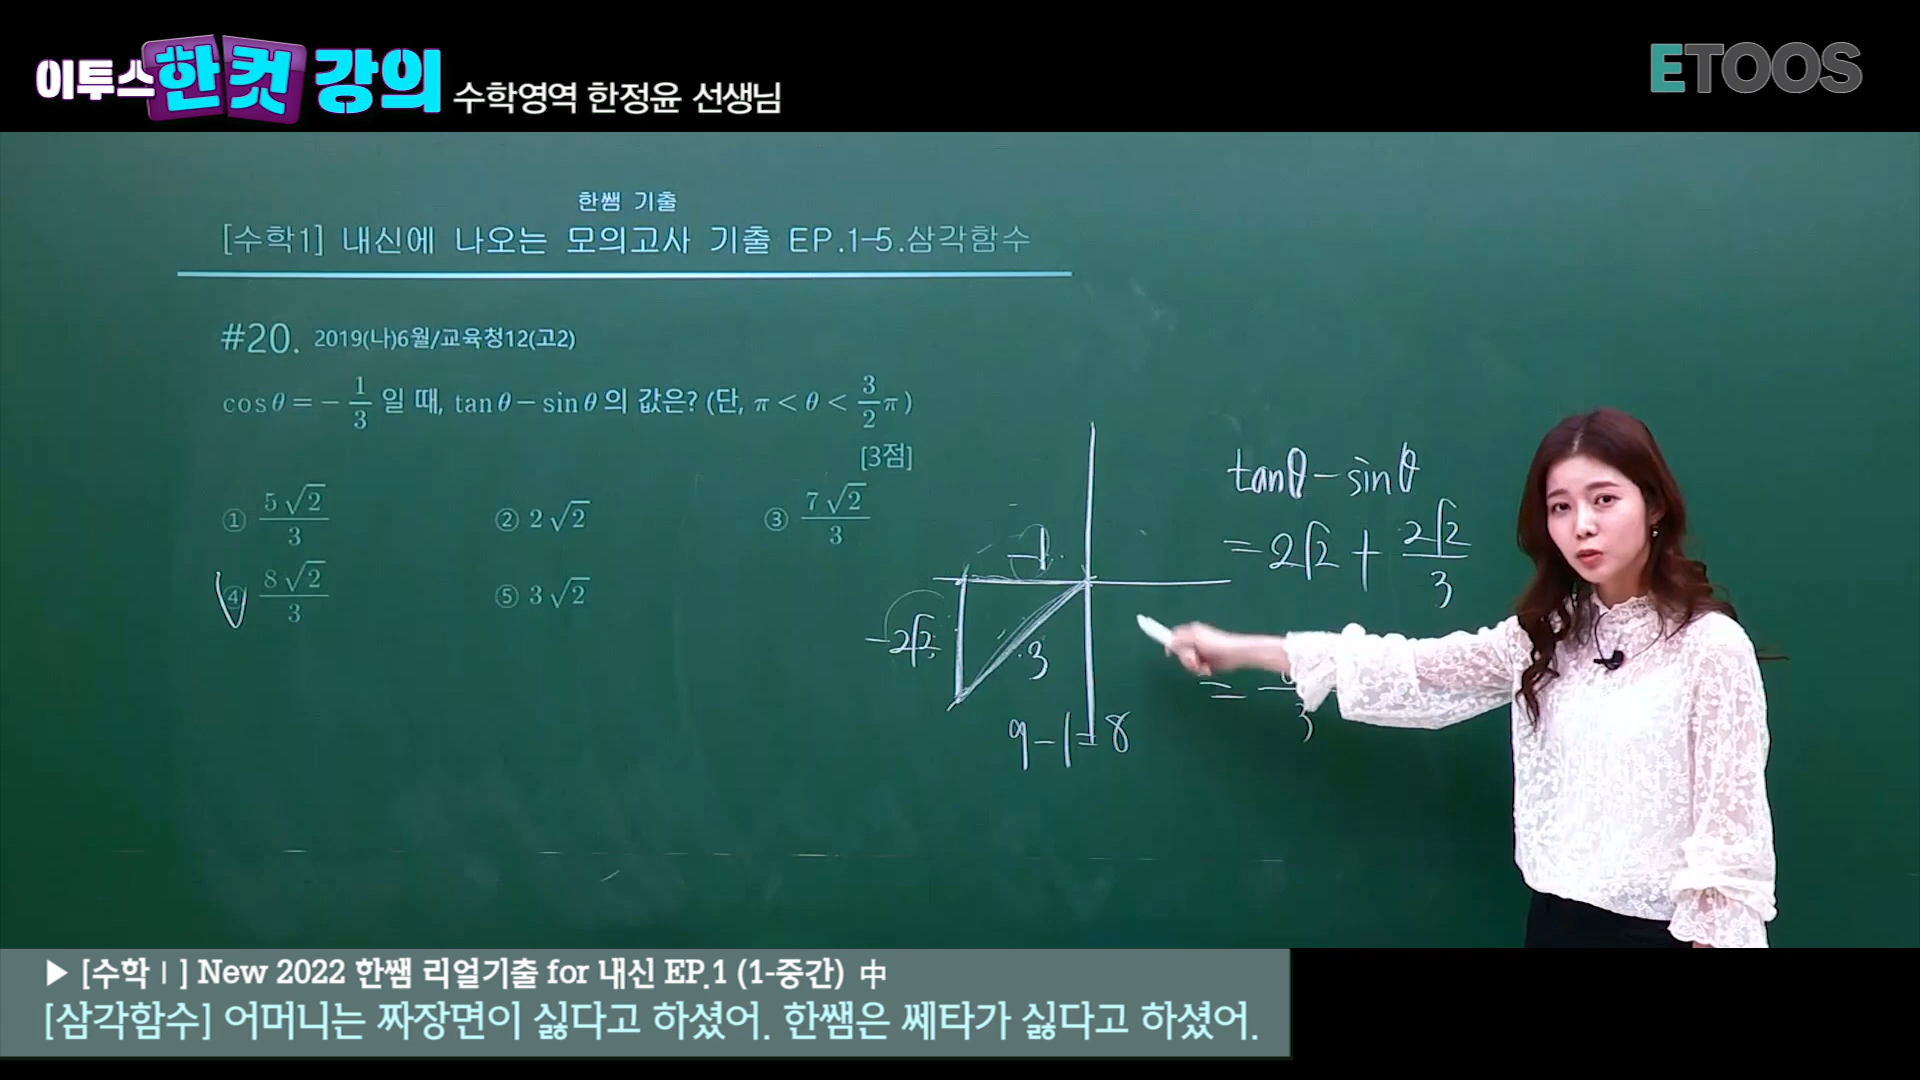 이투스 한컷 강의 수학영역 한정윤 선생님
ETOOS
한쌤 기출
[수학1] 내신에 나오는 모의고사 기출 EP.1-5.삼각함수
#20. 2019(나)6월/교육청12(고2)
cosθ = - 1/3 일 때, tanθ - sinθ 의 값은? (단, π < θ < 3/2 π)
[3점]
① 5√2/3 ② 2√2 ③ 7√2/3
④ 8√2/3 ⑤ 3√2
tanθ - sinθ
= 2√2 + 2√2/3
-1
-2√2
3
= 3
9-1=8
▶ [수학Ⅰ] New 2022 한쌤 리얼기출 for 내신 EP.1 (1-중간) 中
[삼각함수] 어머니는 짜장면이 싫다고 하셨어. 한쌤은 쎄타가 싫다고 하셨어.